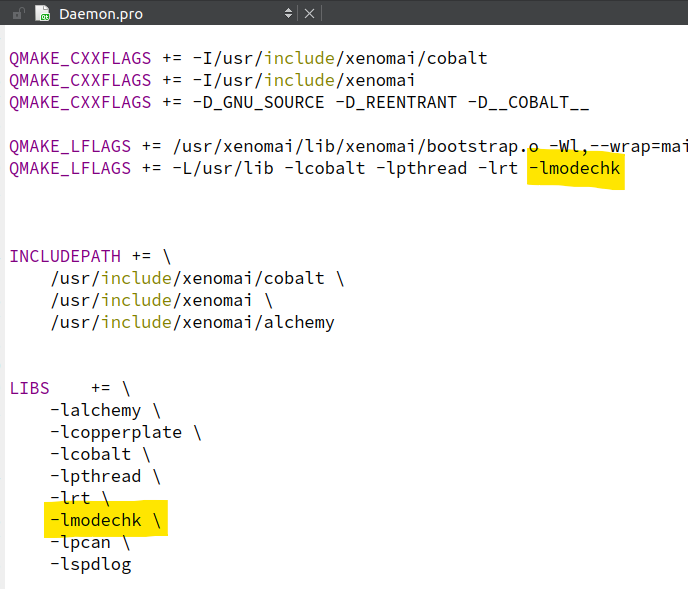 Daemon.pro
QMAKE_CXXFLAGS += -I/usr/include/xenomai/cobalt
QMAKE_CXXFLAGS += -I/usr/include/xenomai
QMAKE_CXXFLAGS += -D_GNU_SOURCE -D_REENTRANT -D__COBALT__
QMAKE_LFLAGS += /usr/xenomai/lib/xenomai/bootstrap.o -Wl,--wrap=mai
QMAKE_LFLAGS += -L/usr/lib -lcobalt -lpthread -lrt -lmodechk
INCLUDEPATH += \
/usr/include/xenomai/cobalt \
/usr/include/xenomai \
/usr/include/xenomai/alchemy
LIBS += \
-lalchemy \
-lcopperplate \
-lcobalt \
-lpthread \
-lrt \
-lmodechk \
-lpcan \
-lspdlog